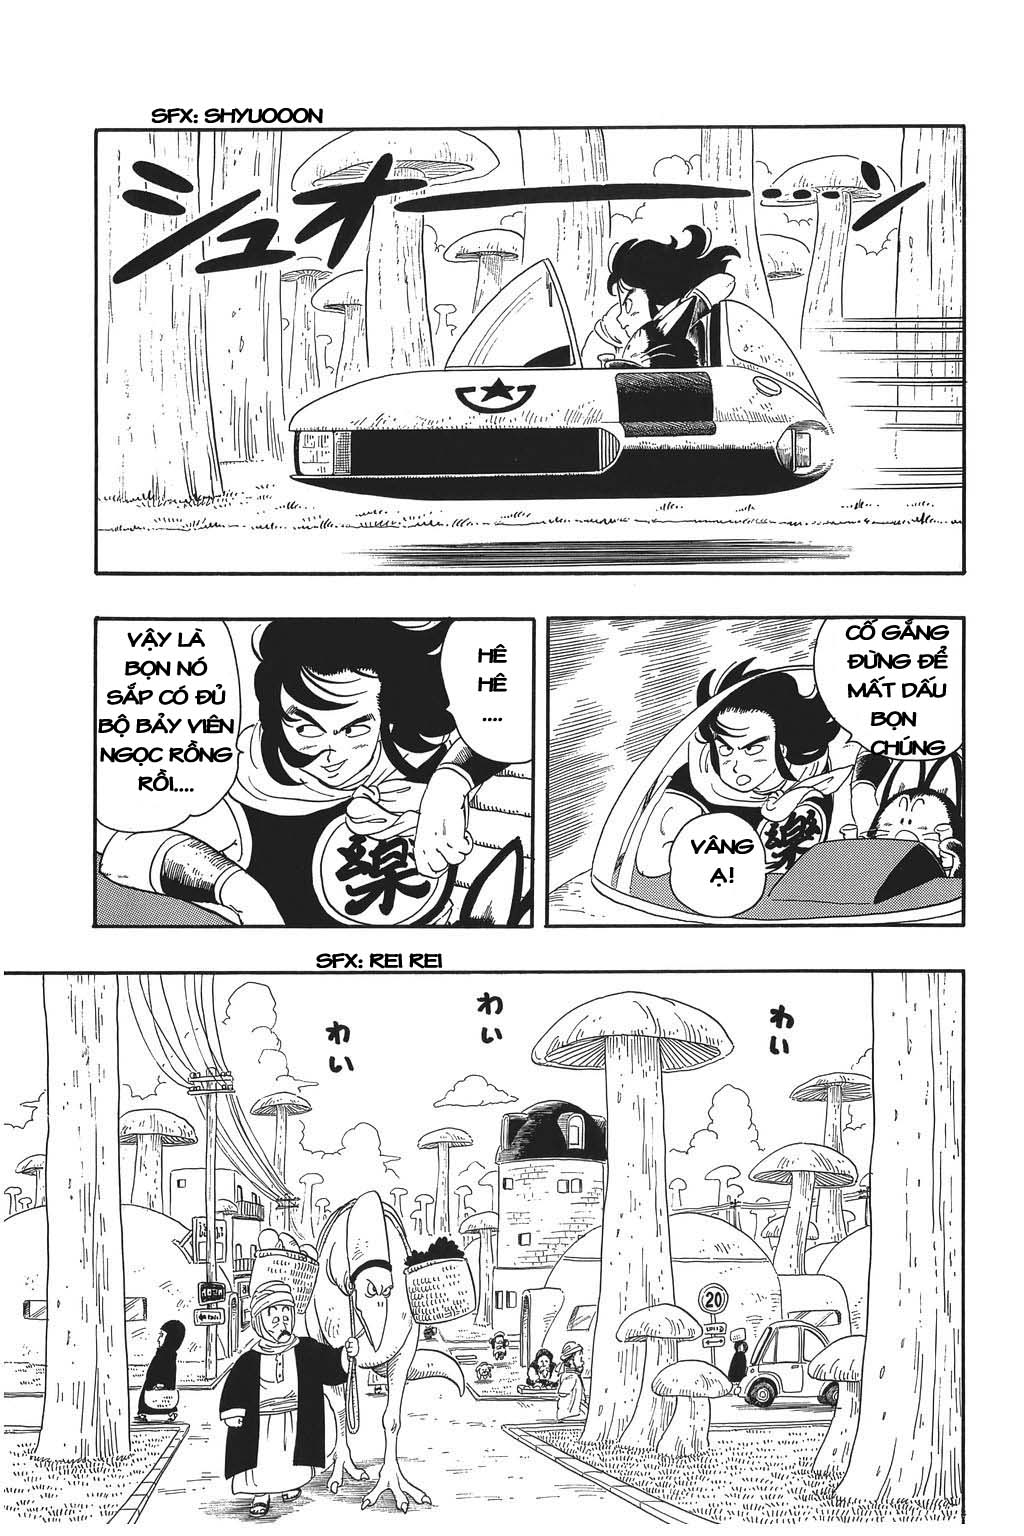 SFX: SHYUOOON
シュオーン
CỐ GẮNG
ĐỪNG ĐỂ
MẤT DẤU
BỌN
CHÚNG
VÂNG
Ạ!
樂
HÊ
HÊ
....
VẬY LÀ
BỌN NÓ
SẮP CÓ ĐỦ
BỘ BẢY VIÊN
NGỌC RỒNG
RỒI....
樂
SFX: REI REI
わい
わい
わい
20